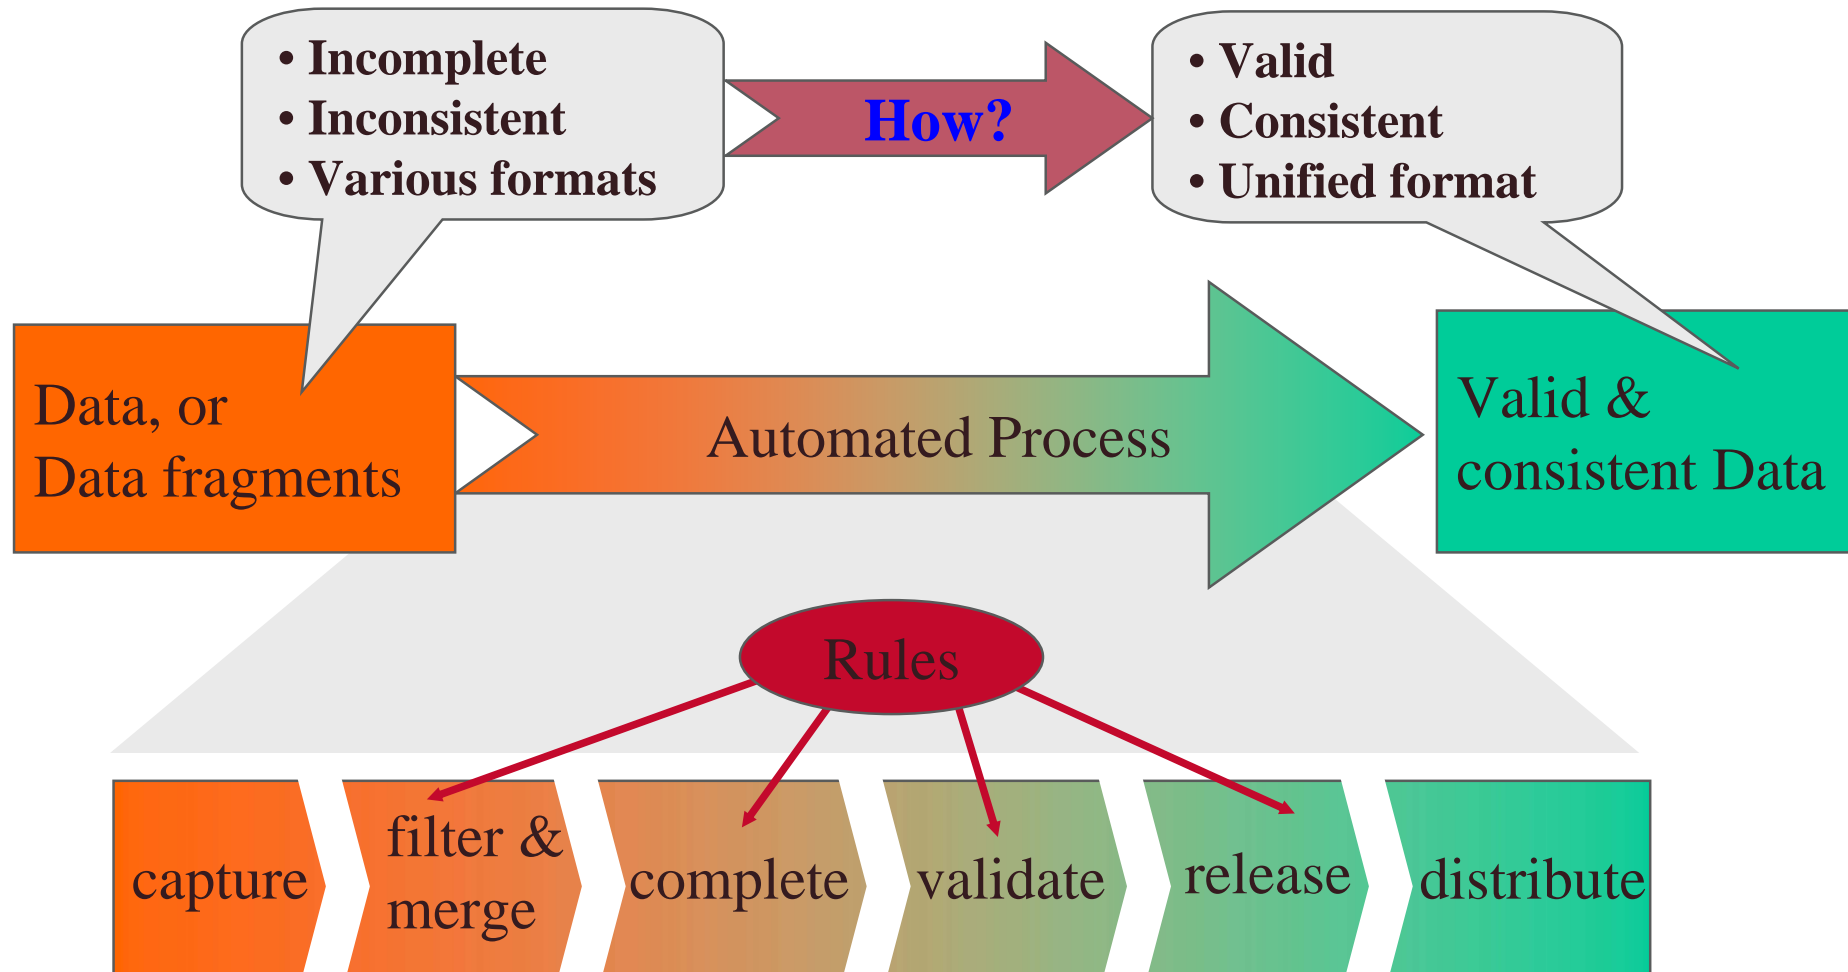 • Incomplete
• Inconsistent
• Various formats
How?
• Valid
• Consistent
• Unified format
Data, or
Data fragments
Automated Process
Valid &
consistent Data
Rules
capture
filter &
merge
complete
validate
release
distribute